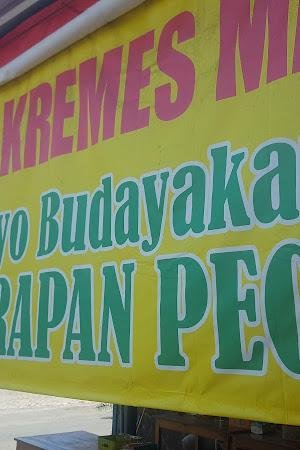 KREMES M
yo Budayaka
RAPAN PEC